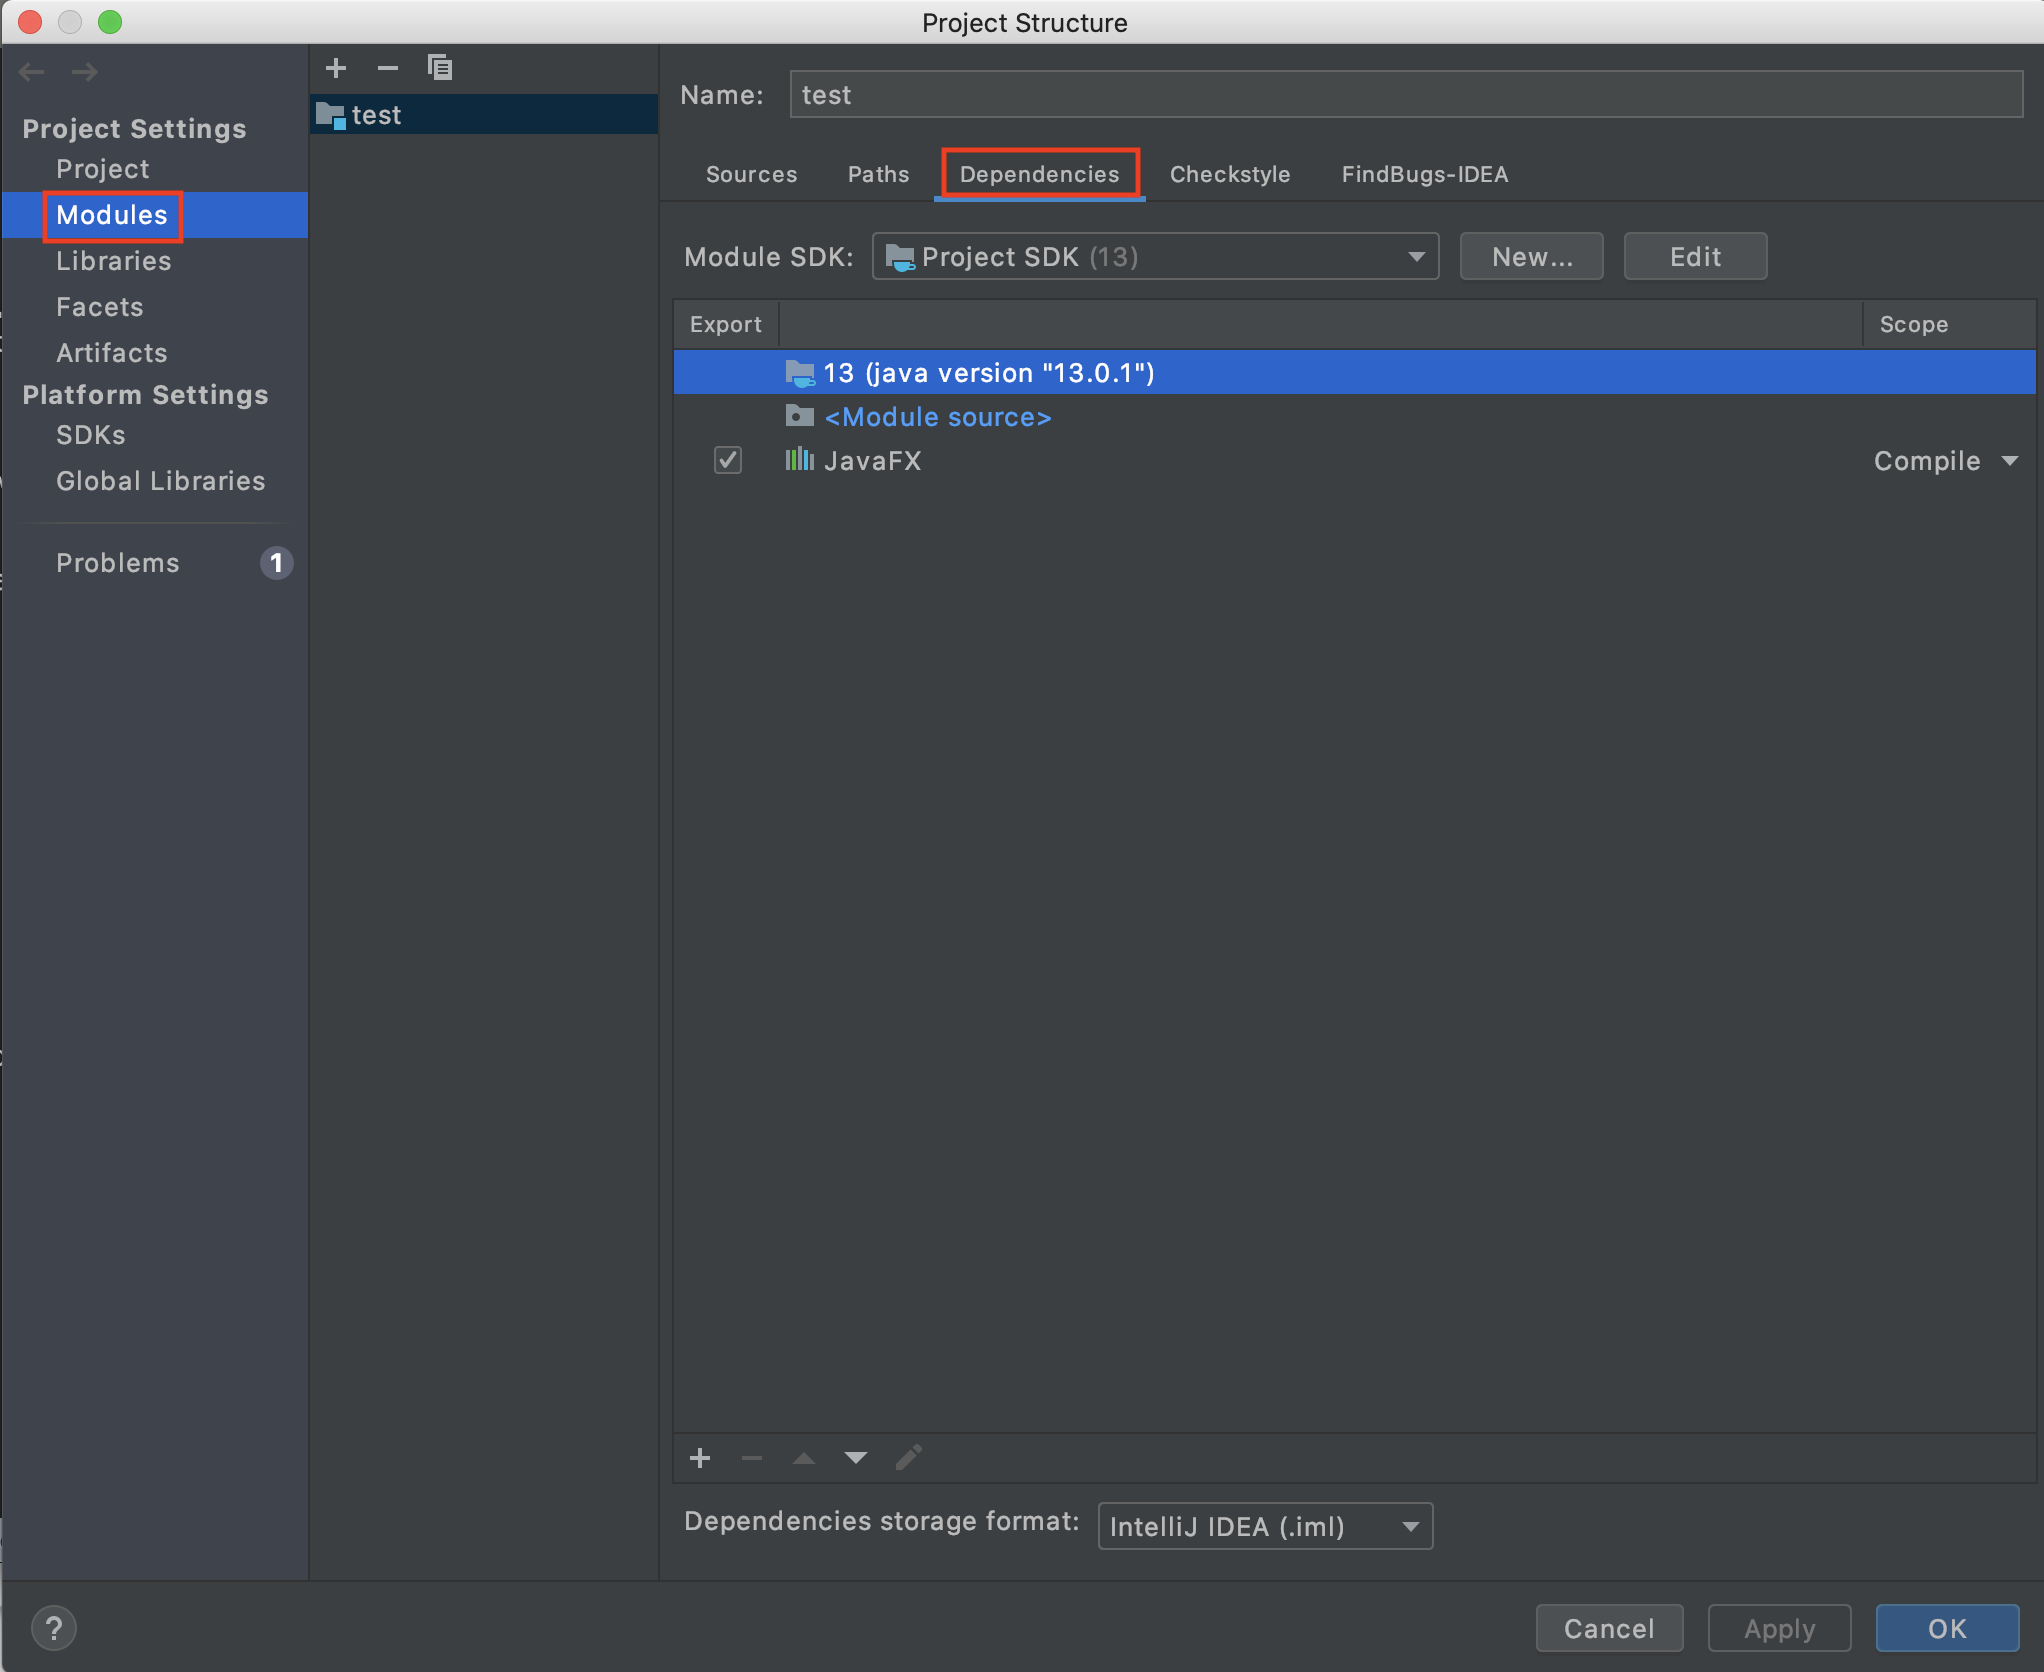 Project Structure
Project Settings
Project
Modules
Libraries
Facets
Artifacts
Platform Settings
SDKs
Global Libraries
Problems 1
test
Name: test
Sources Paths Dependencies Checkstyle FindBugs-IDEA
Module SDK: Project SDK (13) New... Edit
Export Scope
13 (java version "13.0.1")
<Module source>
JavaFX Compile
Dependencies storage format: IntelliJ IDEA (.iml)
? Cancel Apply OK